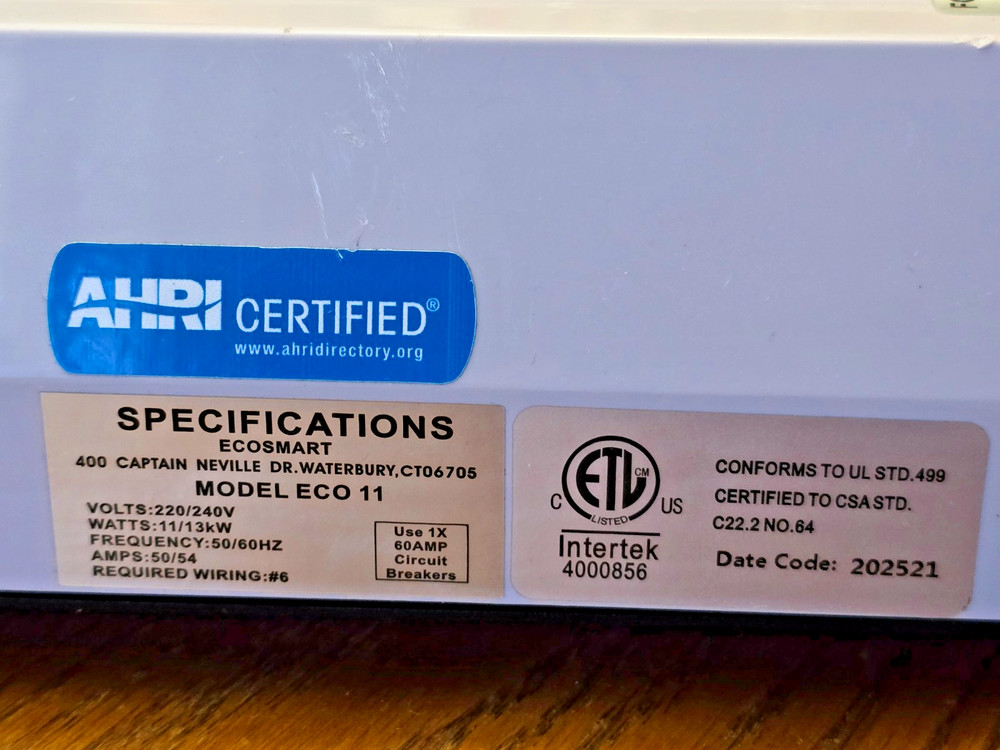 AHRI CERTIFIED®
www.ahridirectory.org
SPECIFICATIONS
ECOSMART
400 CAPTAIN NEVILLE DR.WATERBURY,CT06705
MODEL ECO 11
VOLTS:220/240V
WATTS:11/13kW
FREQUENCY:50/60HZ
AMPS:50/54
REQUIRED WIRING:#6
Use 1X
60AMP
Circuit
Breakers
ETL CM
C US
LISTED
Intertek
4000856
CONFORMS TO UL STD.499
CERTIFIED TO CSA STD.
C22.2 NO.64
Date Code: 202521